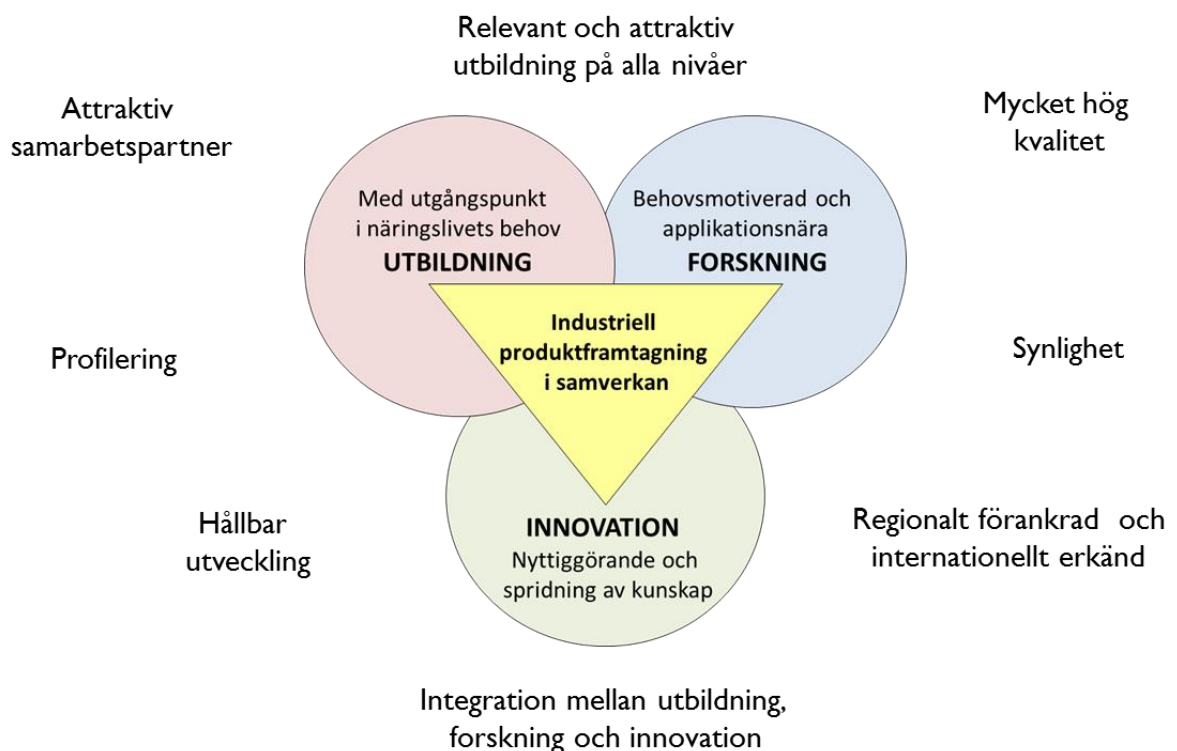 Relevant och attraktiv
utbildning på alla nivåer
Attraktiv
samarbetspartner
Mycket hög
kvalitet
Med utgångspunkt
i näringslivets behov
UTBILDNING
Behovsmotiverad och
applikationsnära
FORSKNING
Industriell
produktframtagning
i samverkan
Profilering
Synlighet
Hållbar
utveckling
INNOVATION
Nyttiggörande och
spridning av kunskap
Regionalt förankrad och
internationellt erkänd
Integration mellan utbildning,
forskning och innovation